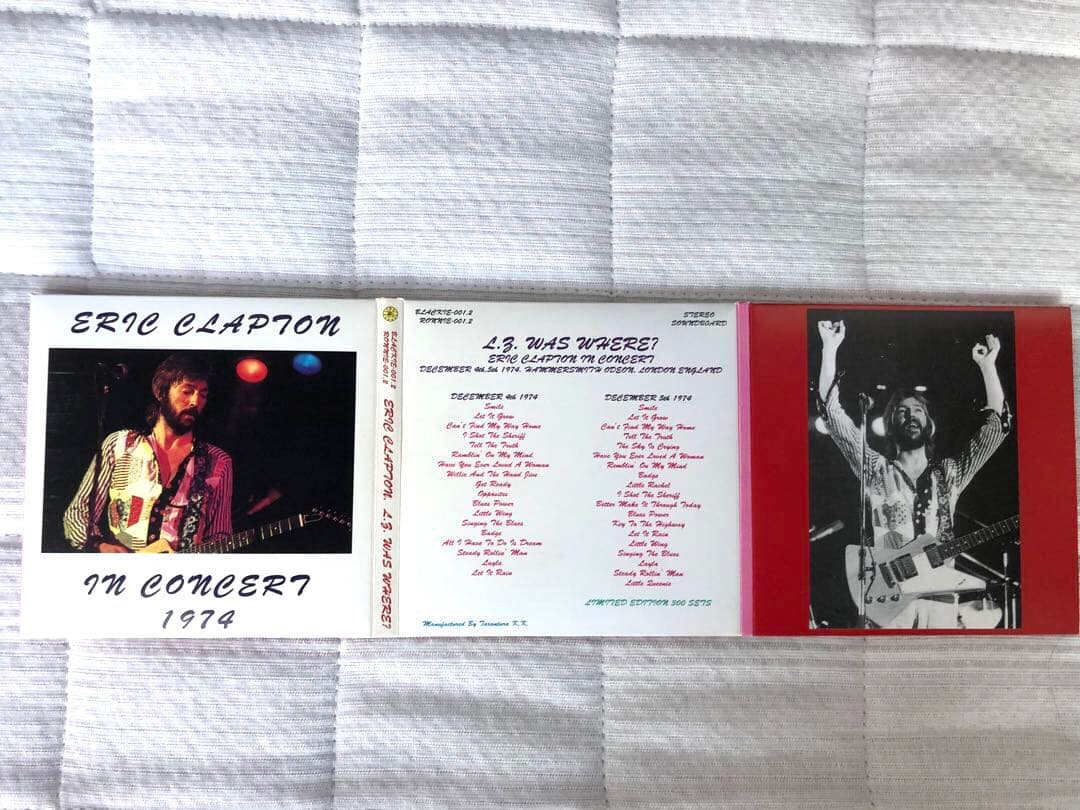 ERIC CLAPTON
IN CONCERT
1974
BLACKIE-001.2
RONNIE-001.2
ERIC CLAPTON. L.Z. WAS WHERE?
BLACKIE-001.2
RONNIE-001.2
STEREO
SOUNDBOARD
L.Z. WAS WHERE?
ERIC CLAPTON IN CONCERT
DECEMBER 4th,5th 1974. HAMMERSMITH ODEON. LONDON ENGLAND
DECEMBER 4th 1974
Smile
Let It Grow
Can't Find My Way Home
I Shot The Sheriff
Tell The Truth
Ramblin' On My Mind
Have You Ever Loved A Woman
Willie And The Hand Jive
Get Ready
Opposites
Blues Power
Little Wing
Singing The Blues
Badge
All I Have To Do Is Dream
Steady Rollin' Man
Layla
Let It Rain
DECEMBER 5th 1974
Smile
Let It Grow
Can't Find My Way Home
Tell The Truth
The Sky Is Crying
Have You Ever Loved A Woman
Ramblin' On My Mind
Badge
Little Rachel
I Shot The Sheriff
Better Make It Through Today
Blues Power
Key To The Highway
Let It Rain
Little Wing
Singing The Blues
Layla
Steady Rollin' Man
Little Queenie
LIMITED EDITION 300 SETS
Manufactured By Tarantura K.K.